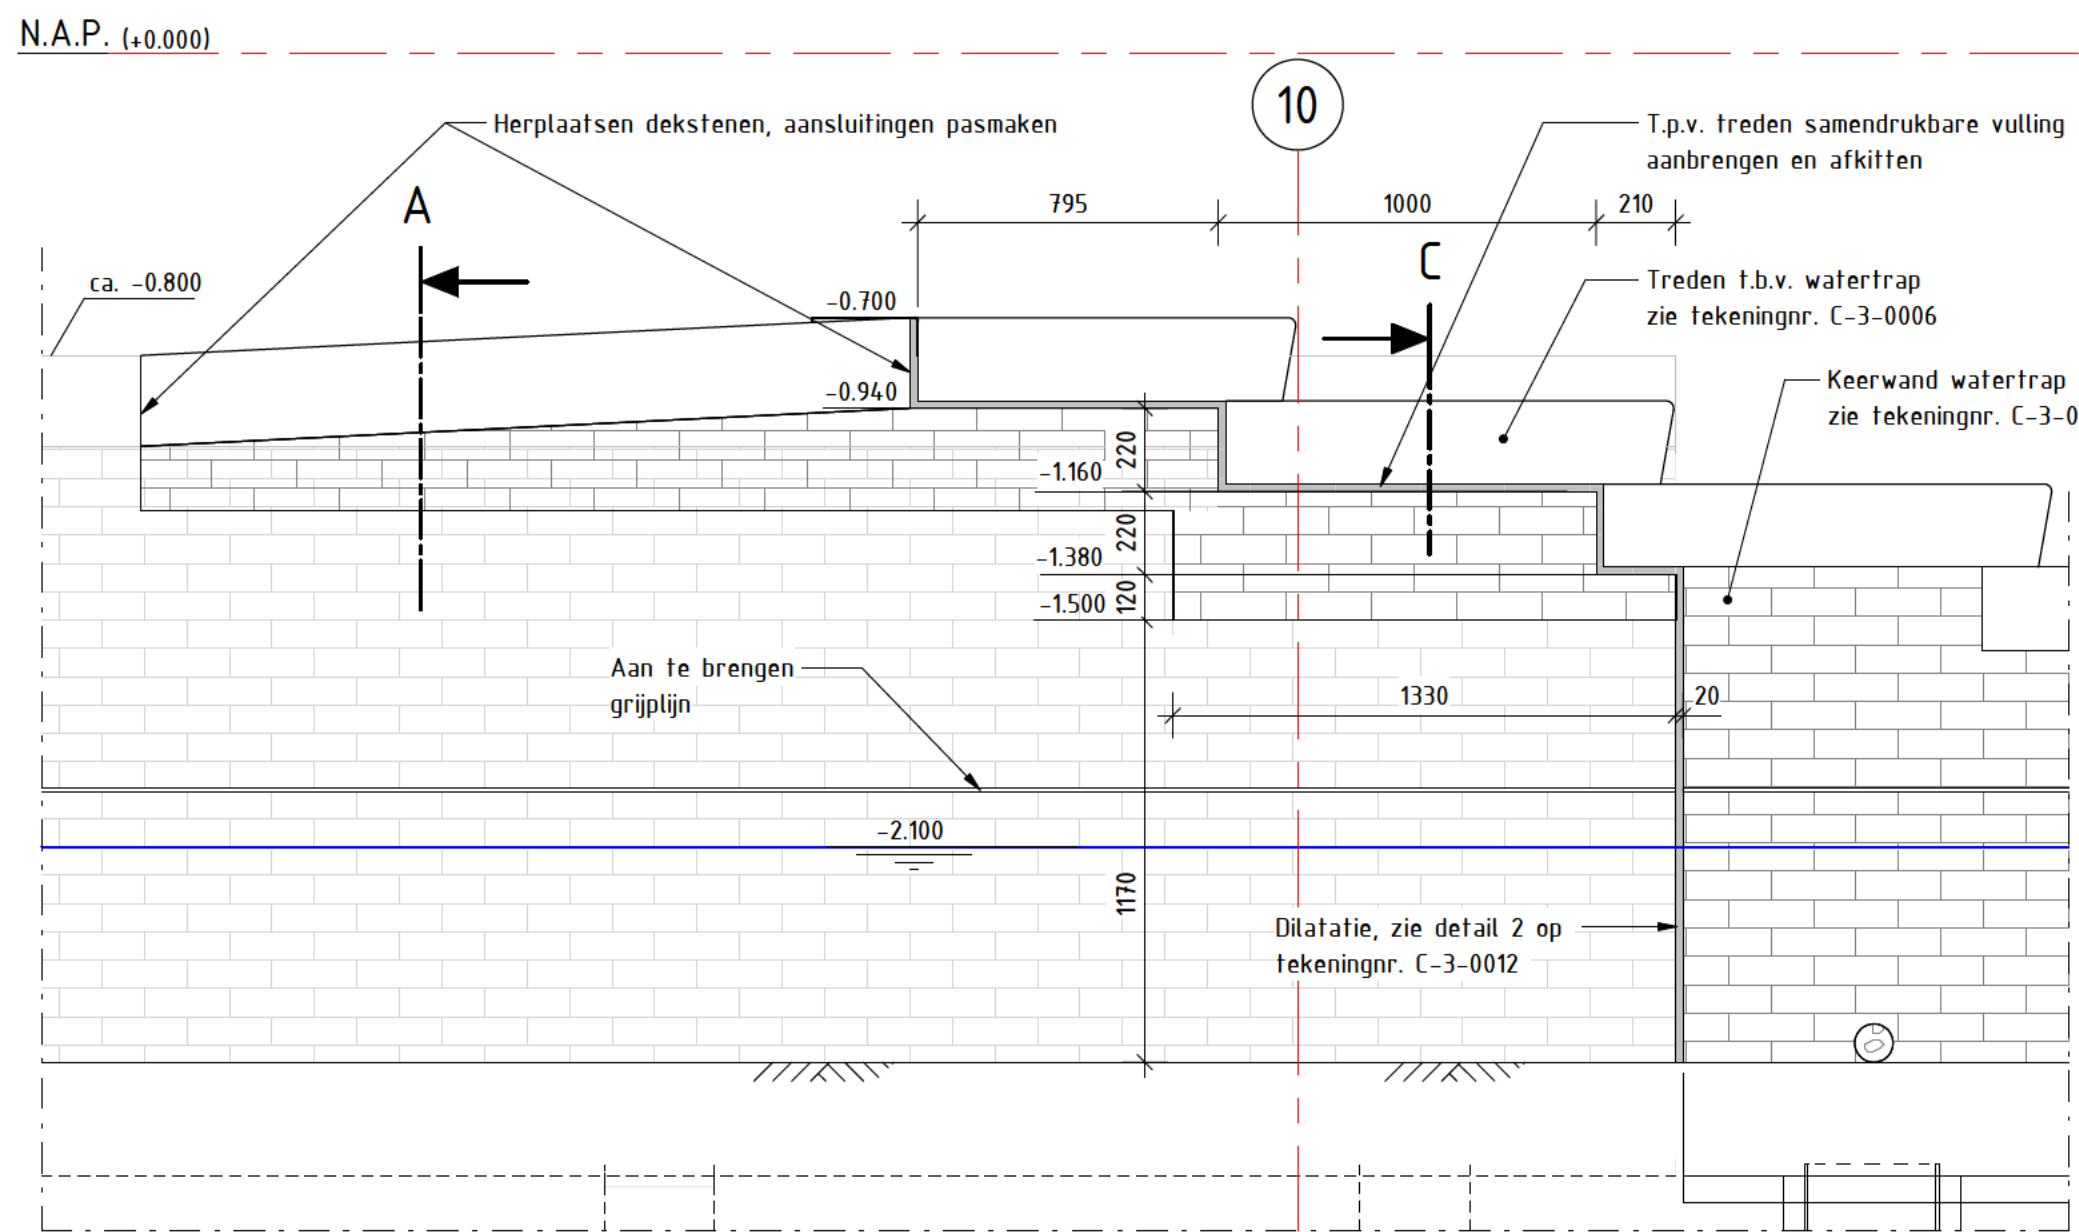 N.A.P. (+0.000)
10
Herplaatsen dekstenen, aansluitingen pasmaken
T.p.v. treden samendrukbare vulling
aanbrengen en afkitten
A
795
1000
210
C
ca. -0.800
-0.700
Treden t.b.v. watertrap
zie tekeningnr. C-3-0006
-0.940
Keerwand watertrap
zie tekeningnr. C-3-0
220
-1.160
220
-1.380
120
-1.500
Aan te brengen
grijplijn
1330
20
-2.100
1170
Dilatatie, zie detail 2 op
tekeningnr. C-3-0012